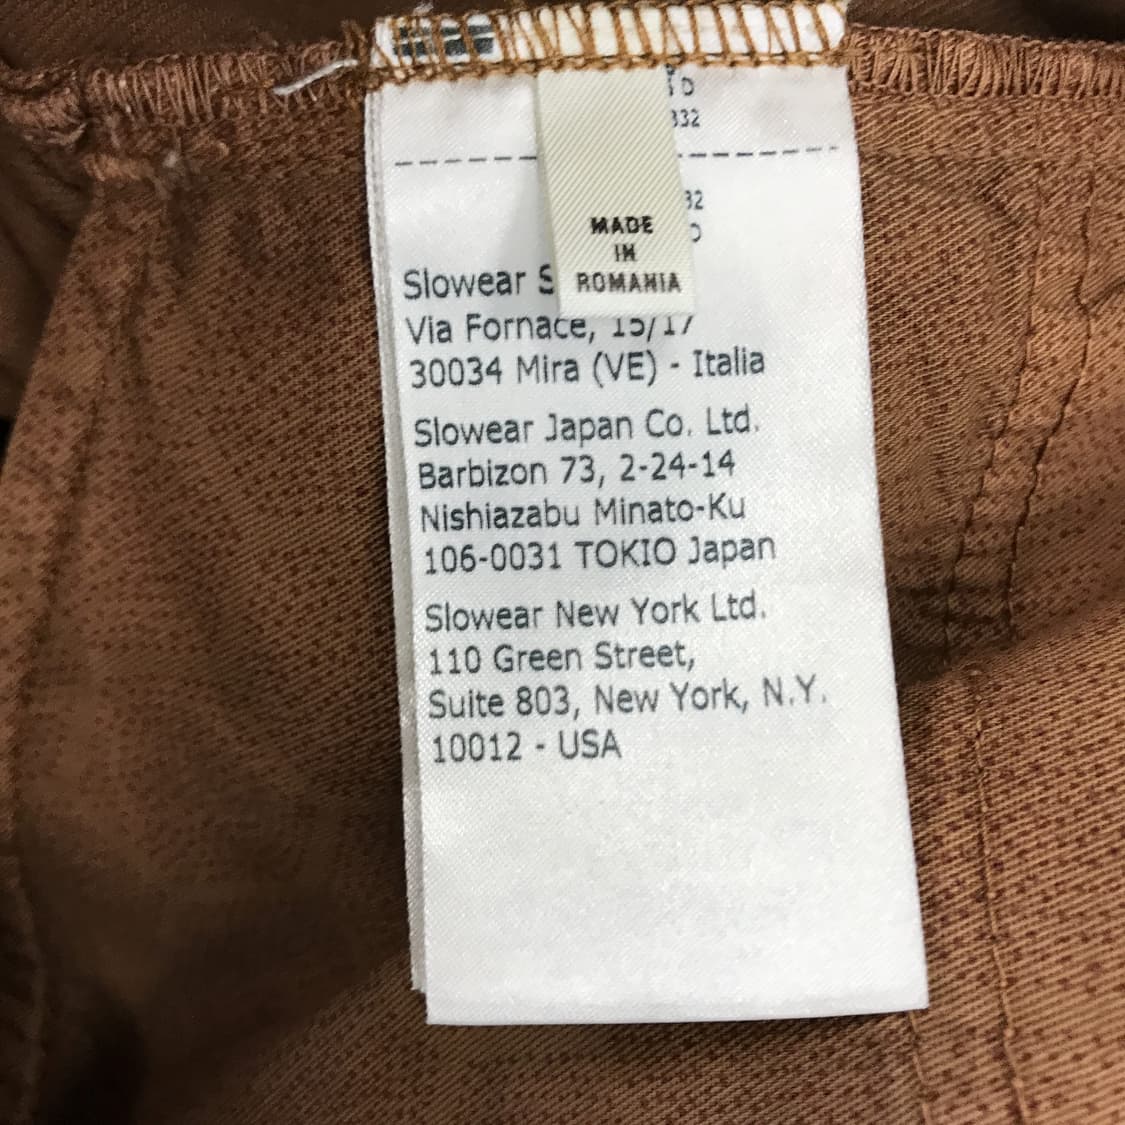 MADE
IN
ROMANIA
Slowear
Via Fornace, 15/17
30034 Mira (VE) - Italia
Slowear Japan Co. Ltd.
Barbizon 73, 2-24-14
Nishiazabu Minato-Ku
106-0031 TOKIO Japan
Slowear New York Ltd.
110 Green Street,
Suite 803, New York, N.Y.
10012 - USA